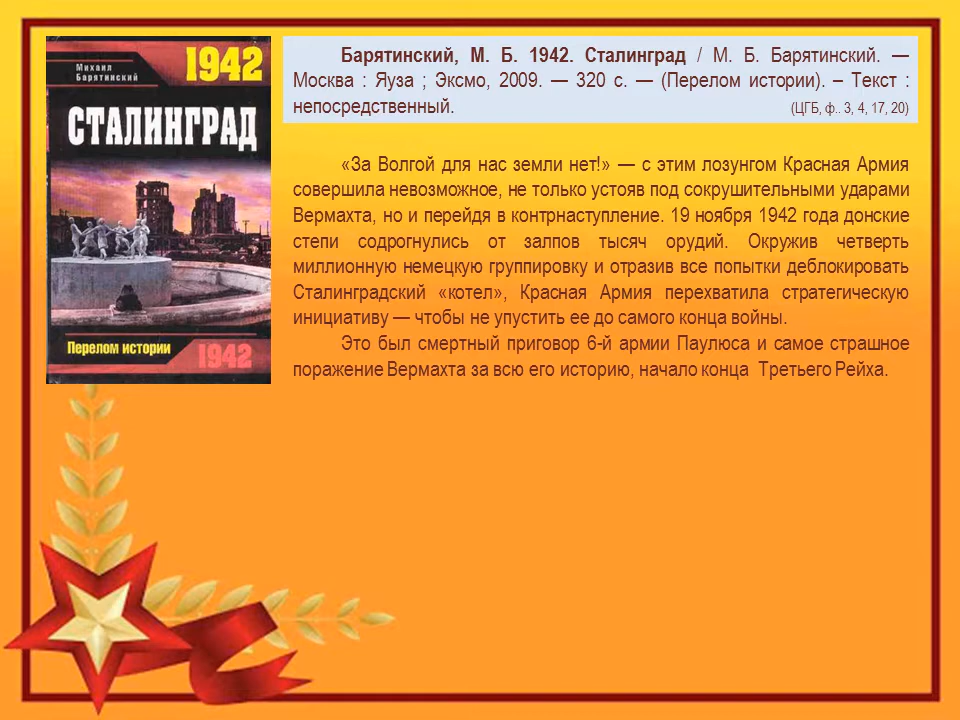 1942
Михаил
Барятинский
СТАЛИНГРАД
Перелом истории
1942
Барятинский, М. Б. 1942. Сталинград / М. Б. Барятинский. —
Москва : Яуза ; Эксмо, 2009. — 320 с. — (Перелом истории). – Текст :
непосредственный. (ЦГБ, ф.. 3, 4, 17, 20)
«За Волгой для нас земли нет!» — с этим лозунгом Красная Армия
совершила невозможное, не только устояв под сокрушительными ударами
Вермахта, но и перейдя в контрнаступление. 19 ноября 1942 года донские
степи содрогнулись от залпов тысяч орудий. Окружив четверть
миллионную немецкую группировку и отразив все попытки деблокировать
Сталинградский «котел», Красная Армия перехватила стратегическую
инициативу — чтобы не упустить ее до самого конца войны.
Это был смертный приговор 6-й армии Паулюса и самое страшное
поражение Вермахта за всю его историю, начало конца Третьего Рейха.